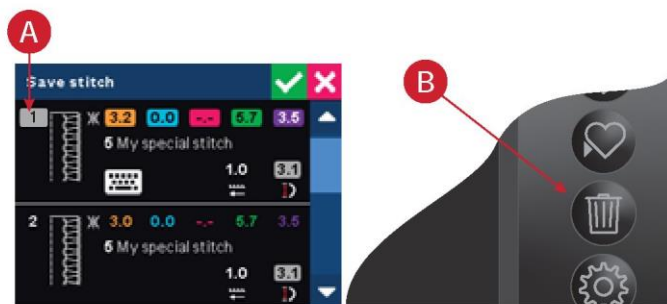 A
Save stitch
1 3.2 0.0 -.- 5.7 3.5
5 My special stitch
1.0 3.1
2 3.0 0.0 -.- 5.7 3.5
5 My special stitch
1.0 3.1
B